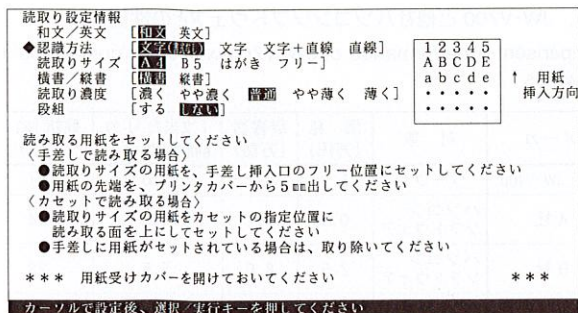 読取り設定情報
和文/英文 [和文 英文]
◆認識方法 [文字(罫線) 文字 文字+直線 直線]
読取りサイズ [A4 B5 はがき フリー]
横書/縦書 [横書 縦書]
読取り濃度 [濃く やや濃く 普通 やや薄く 薄く]
段組 [する しない]
1 2 3 4 5
A B C D E
a b c d e
↑ 用紙
挿入方向
読み取る用紙をセットしてください
〈手差しで読み取る場合〉
●読取りサイズの用紙を、手差し挿入口のフリー位置にセットしてください
●用紙の先端を、プリンタカバーから5㎜出してください
〈カセットで読み取る場合〉
●読取りサイズの用紙をカセットの指定位置に
読み取る面を上にしてセットしてください
●手差しに用紙がセットされている場合は、取り除いてください
*** 用紙受けカバーを開けておいてください ***
カーソルで設定後、選択/実行キーを押してください